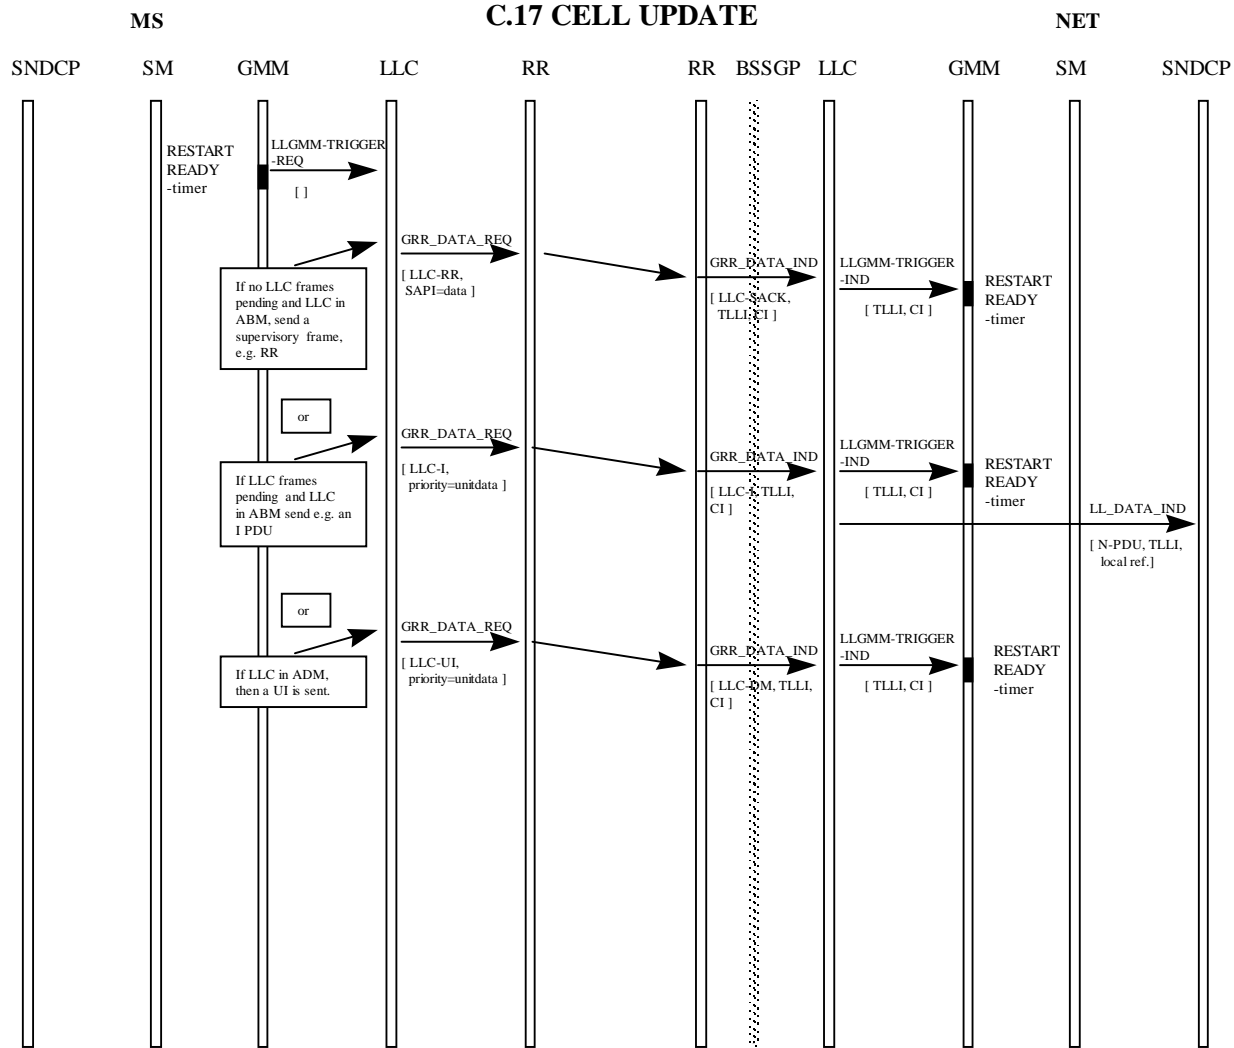 C.17 CELL UPDATE
MS
NET
SNDCP SM GMM LLC RR RR BSSGP LLC GMM SM SNDCP
RESTART
READY
-timer
LLGMM-TRIGGER
-REQ
[ ]
GRR_DATA_REQ
[ LLC-RR,
SAPI=data ]
GRR_DATA_IND
[ LLC-SACK,
TLLI, CI ]
LLGMM-TRIGGER
-IND
[ TLLI, CI ]
RESTART
READY
-timer
If no LLC frames
pending and LLC in
ABM, send a
supervisory frame,
e.g. RR
or
GRR_DATA_REQ
[ LLC-I,
priority=unitdata ]
GRR_DATA_IND
[ LLC-I, TLLI,
CI ]
LLGMM-TRIGGER
-IND
[ TLLI, CI ]
RESTART
READY
-timer
If LLC frames
pending and LLC
in ABM send e.g. an
I PDU
LL_DATA_IND
[ N-PDU, TLLI,
local ref.]
or
GRR_DATA_REQ
[ LLC-UI,
priority=unitdata ]
GRR_DATA_IND
[ LLC-DM, TLLI,
CI ]
LLGMM-TRIGGER
-IND
[ TLLI, CI ]
RESTART
READY
-timer
If LLC in ADM,
then a UI is sent.